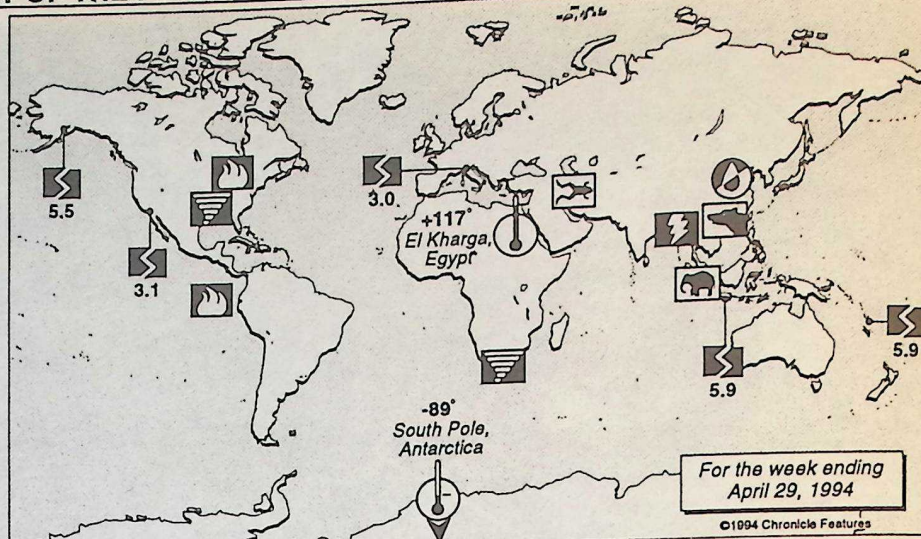 5.5
3.1
3.0
+117°
El Kharga,
Egypt
5.9
5.9
-89°
South Pole,
Antarctica
For the week ending
April 29, 1994
©1994 Chronicle Features